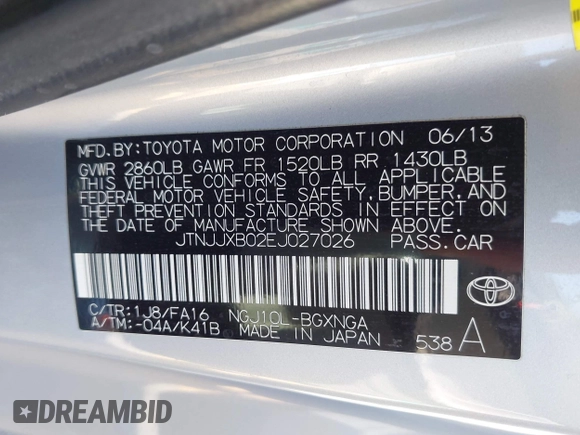 MFD. BY: TOYOTA MOTOR CORPORATION 06/13
GVWR 2860LB GAWR FR 1520LB RR 1430LB
THIS VEHICLE CONFORMS TO ALL APPLICABLE
FEDERAL MOTOR VEHICLE SAFETY, BUMPER, AND
THEFT PREVENTION STANDARDS IN EFFECT ON
THE DATE OF MANUFACTURE SHOWN ABOVE.
JTNJJXB02EJ027026 PASS. CAR
C/TR: 1J8/FA16 NGJ10L-BGXNGA
A/TM: -04A/K41B MADE IN JAPAN
TOYOTA
538 A
DREAMBID